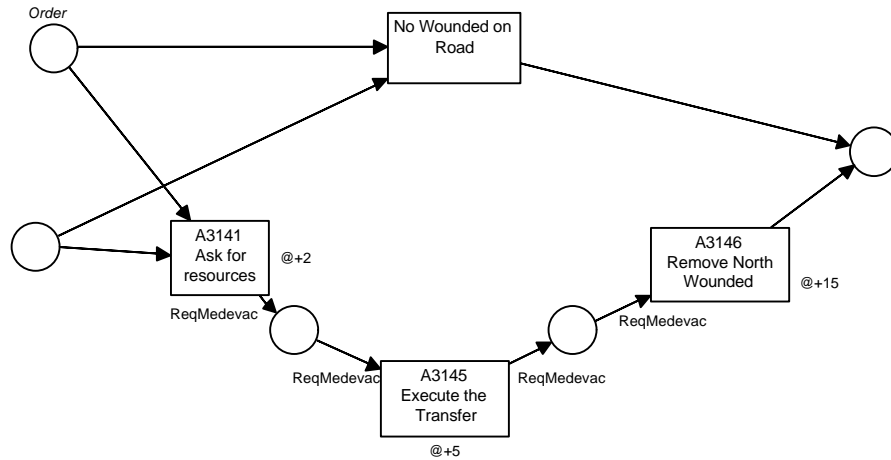 Order
No Wounded on
Road
A3141
Ask for
resources
@+2
A3146
Remove North
Wounded
@+15
ReqMedevac
ReqMedevac
ReqMedevac
A3145
Execute the
Transfer
ReqMedevac
@+5